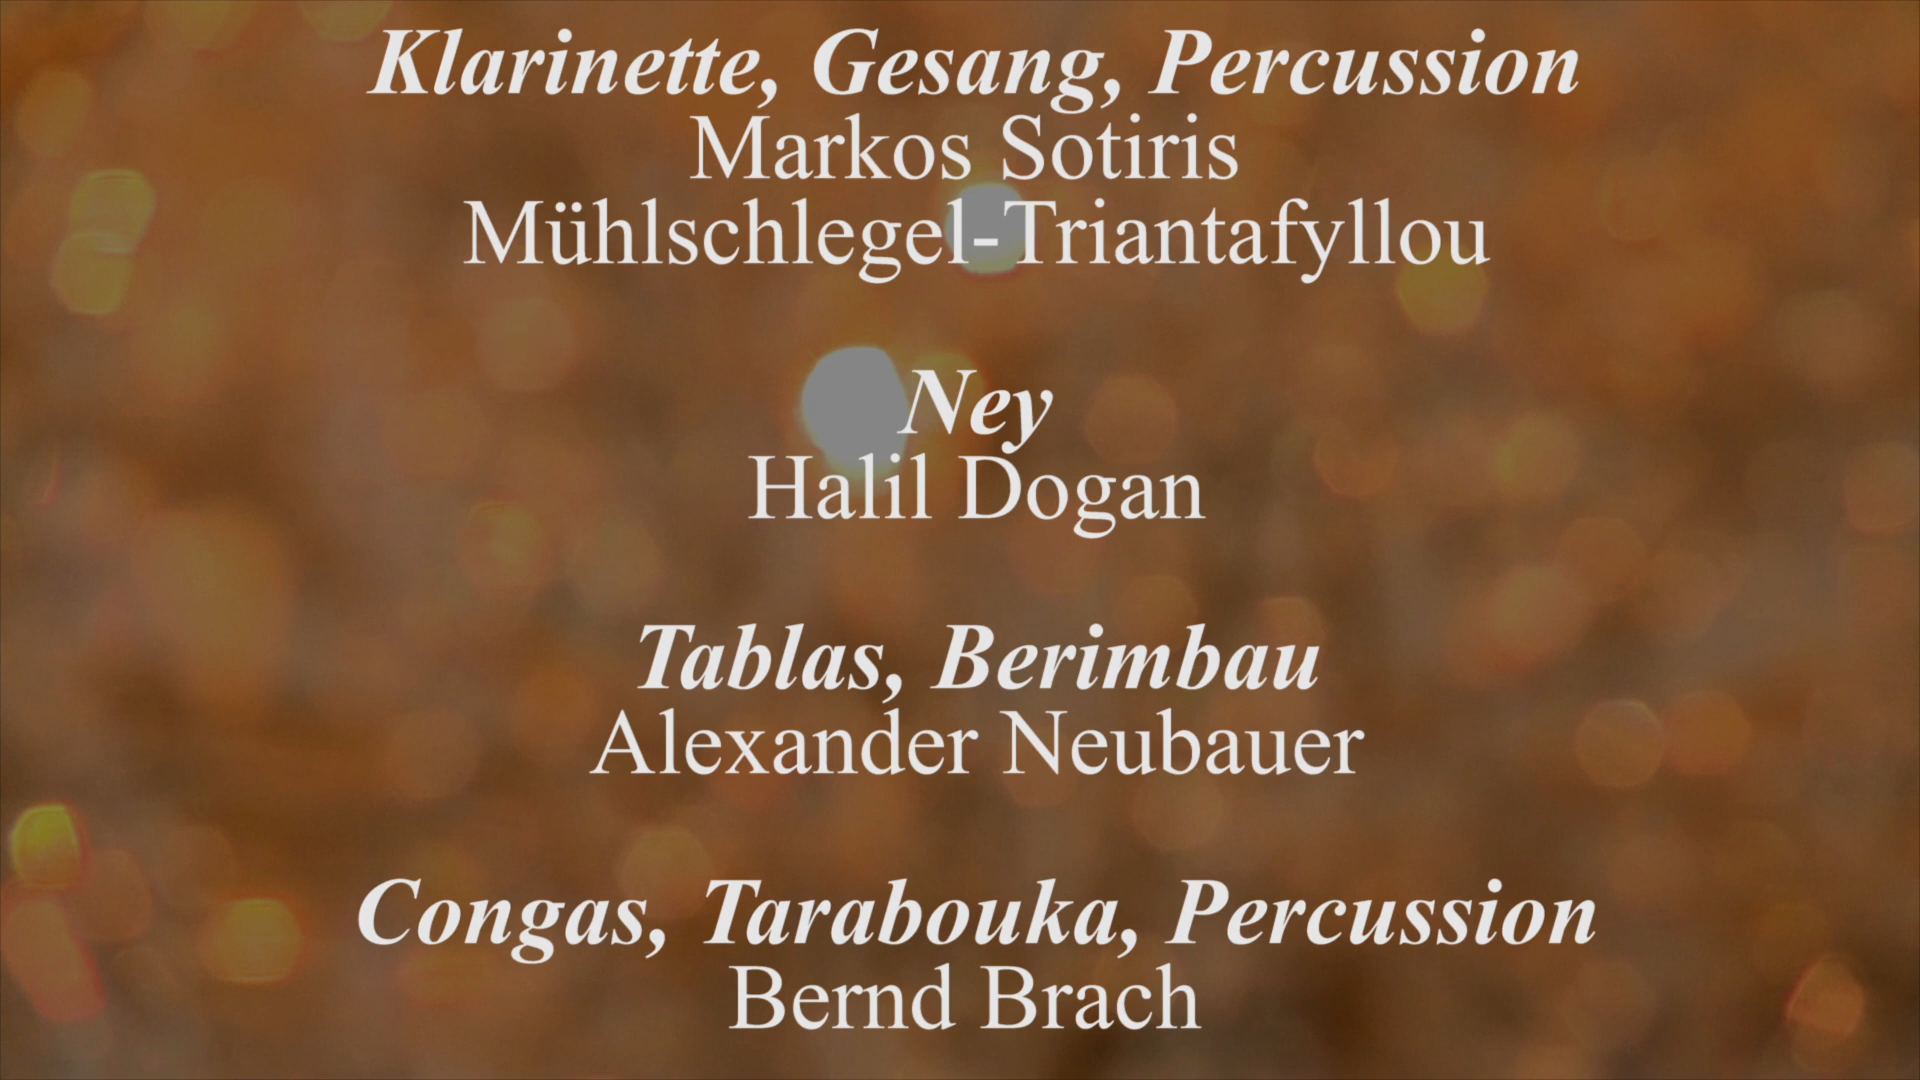 Klarinette, Gesang, Percussion
Markos Sotiris
Mühlschlegel-Triantafyllou
Ney
Halil Dogan
Tablas, Berimbau
Alexander Neubauer
Congas, Tarabouka, Percussion
Bernd Brach